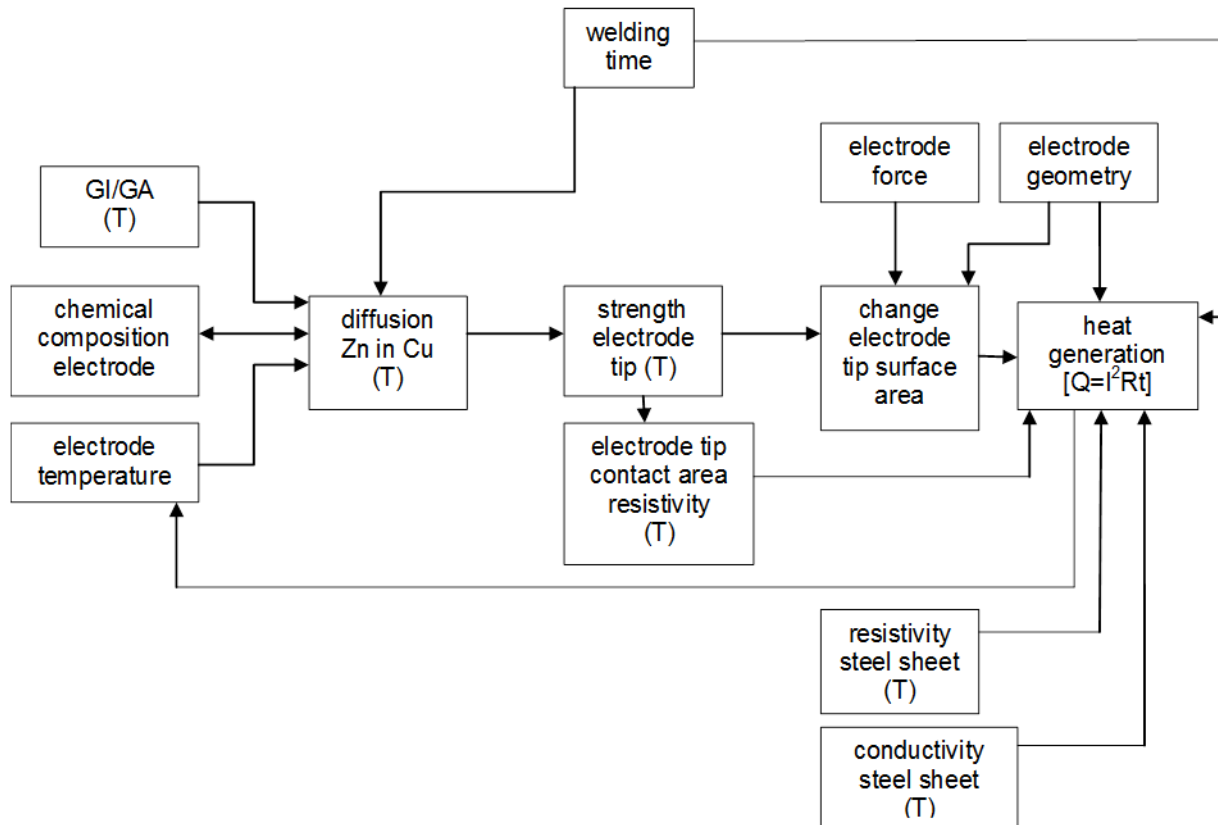 welding
time
electrode
force
electrode
geometry
GI/GA
(T)
chemical
composition
electrode
electrode
temperature
diffusion
Zn in Cu
(T)
strength
electrode
tip (T)
electrode tip
contact area
resistivity
(T)
change
electrode
tip surface
area
heat
generation
[Q=I²Rt]
resistivity
steel sheet
(T)
conductivity
steel sheet
(T)